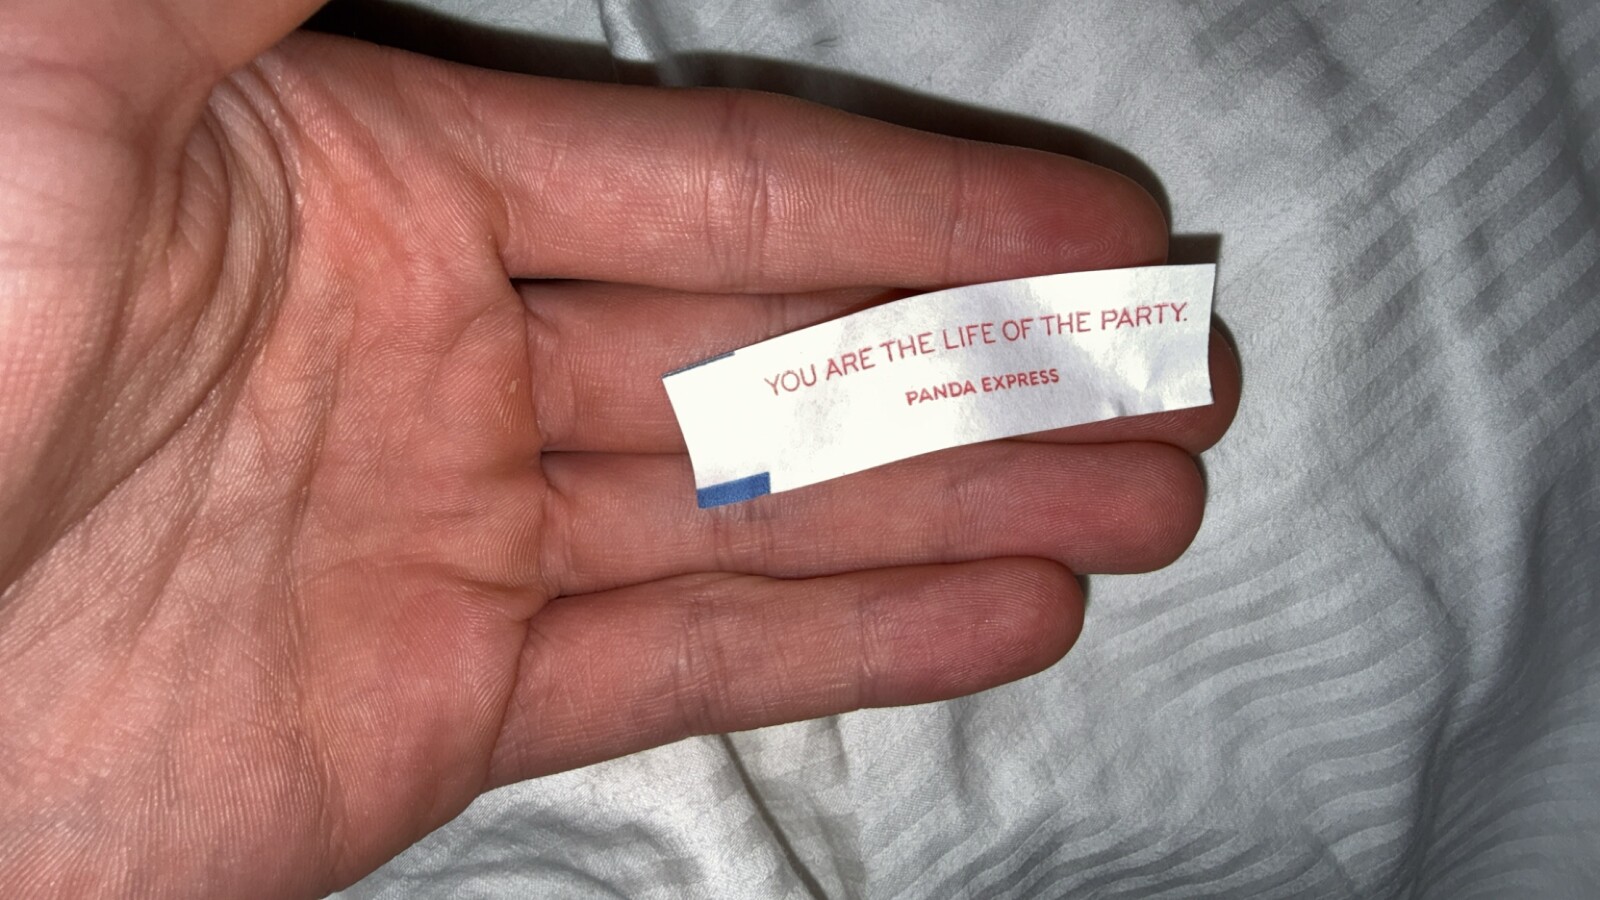 YOU ARE THE LIFE OF THE PARTY.
PANDA EXPRESS